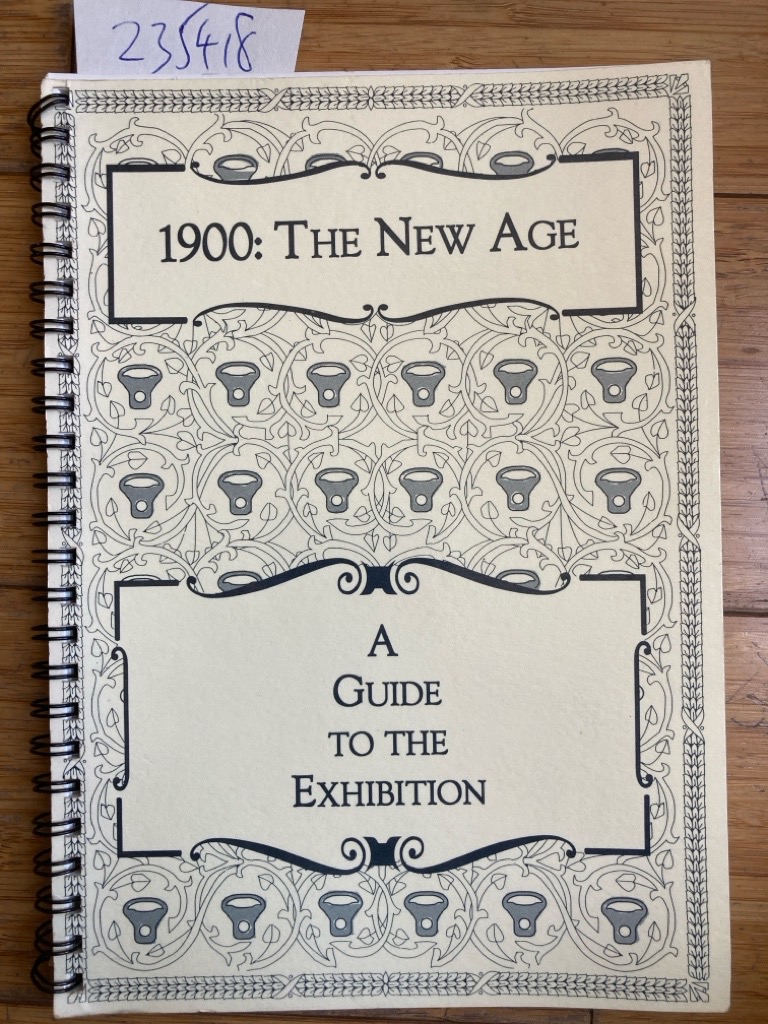 235418
1900: THE NEW AGE
A
GUIDE
TO THE
EXHIBITION